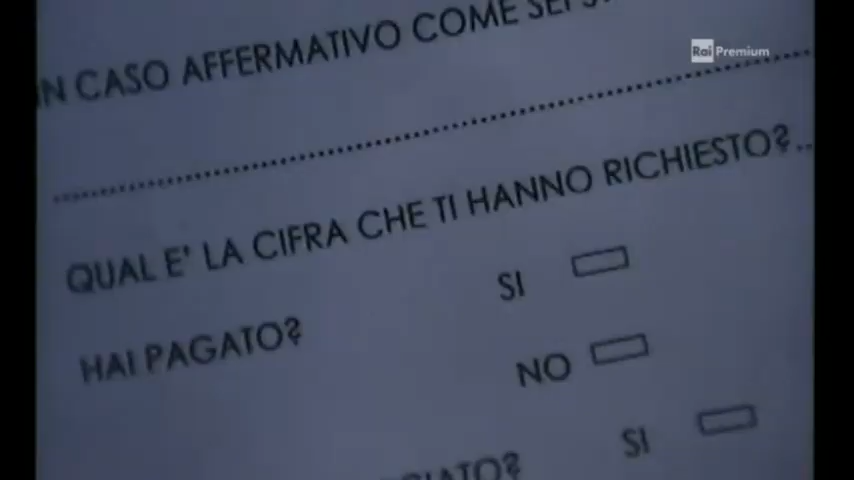 Rai Premium
IN CASO AFFERMATIVO COME SEI
....................
QUAL E' LA CIFRA CHE TI HANNO RICHIESTO?..
HAI PAGATO? SI
NO
SI